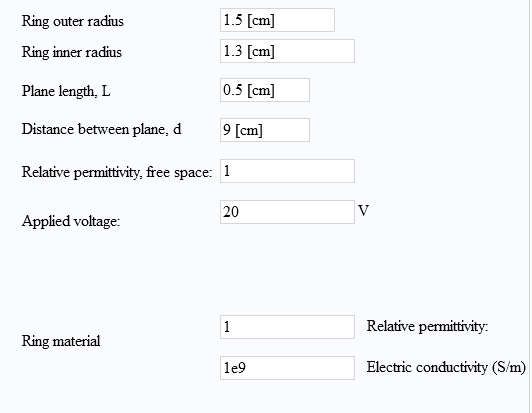 Ring outer radius 1.5 [cm]
Ring inner radius 1.3 [cm]
Plane length, L 0.5 [cm]
Distance between plane, d 9 [cm]
Relative permittivity, free space: 1
Applied voltage: 20 V
1 Relative permittivity:
Ring material
1e9 Electric conductivity (S/m)